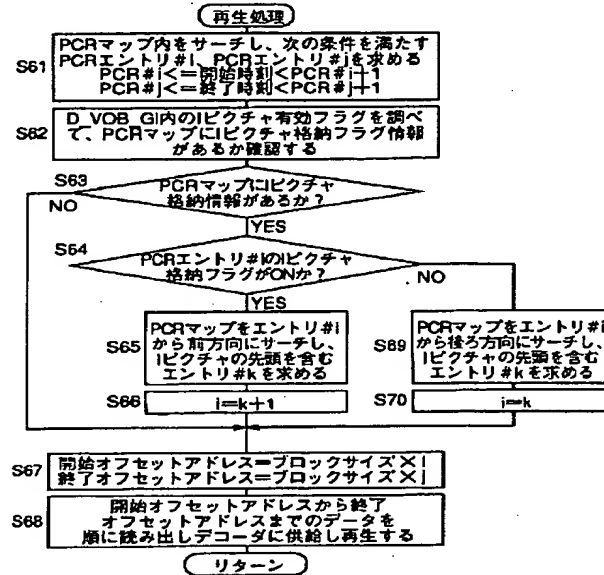 再生処理
S61
PCRマップ内をサーチし、次の条件を満たす
PCRエントリ#i、PCRエントリ#jを求める
PCR#i<=開始時刻<PCR#i+1
PCR#j<=終了時刻<PCR#j+1
S62
D_VOB_GI内のIピクチャ有効フラグを調べ
て、PCRマップにIピクチャ格納フラグ情報
があるか確認する
S63
PCRマップにIピクチャ
格納情報があるか?
NO
YES
S64
PCRエントリ#iのIピクチャ
格納フラグがONか?
NO
YES
S65
PCRマップをエントリ#i
から前方向にサーチし、
Iピクチャの先頭を含む
エントリ#kを求める
S69
PCRマップをエントリ#i
から後ろ方向にサーチし、
Iピクチャの先頭を含む
エントリ#kを求める
S66
i=k+1
S70
i=k
S67
開始オフセットアドレス=ブロックサイズ×i
終了オフセットアドレス=ブロックサイズ×j
S68
開始オフセットアドレスから終了
オフセットアドレスまでのデータを
順に読み出しデコーダに供給し再生する
リターン